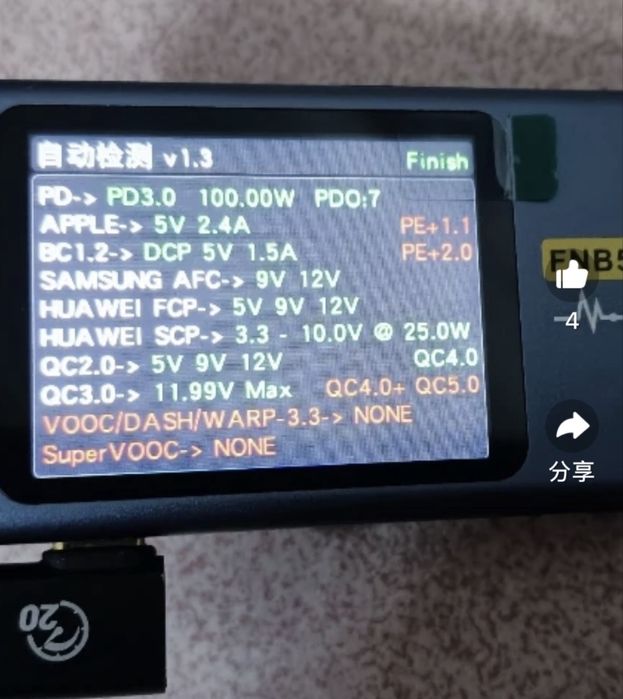 自动检测 v1.3 Finish
PD-> PD3.0 100.00W PDO:7
APPLE-> 5V 2.4A PE+1.1
BC1.2-> DCP 5V 1.5A PE+2.0
SAMSUNG AFC-> 9V 12V
HUAWEI FCP-> 5V 9V 12V
HUAWEI SCP-> 3.3 - 10.0V @ 25.0W
QC2.0-> 5V 9V 12V QC4.0
QC3.0-> 11.99V Max QC4.0+ QC5.0
VOOC/DASH/WARP-3.3-> NONE
SuperVOOC-> NONE
FNB5
4
分享
20